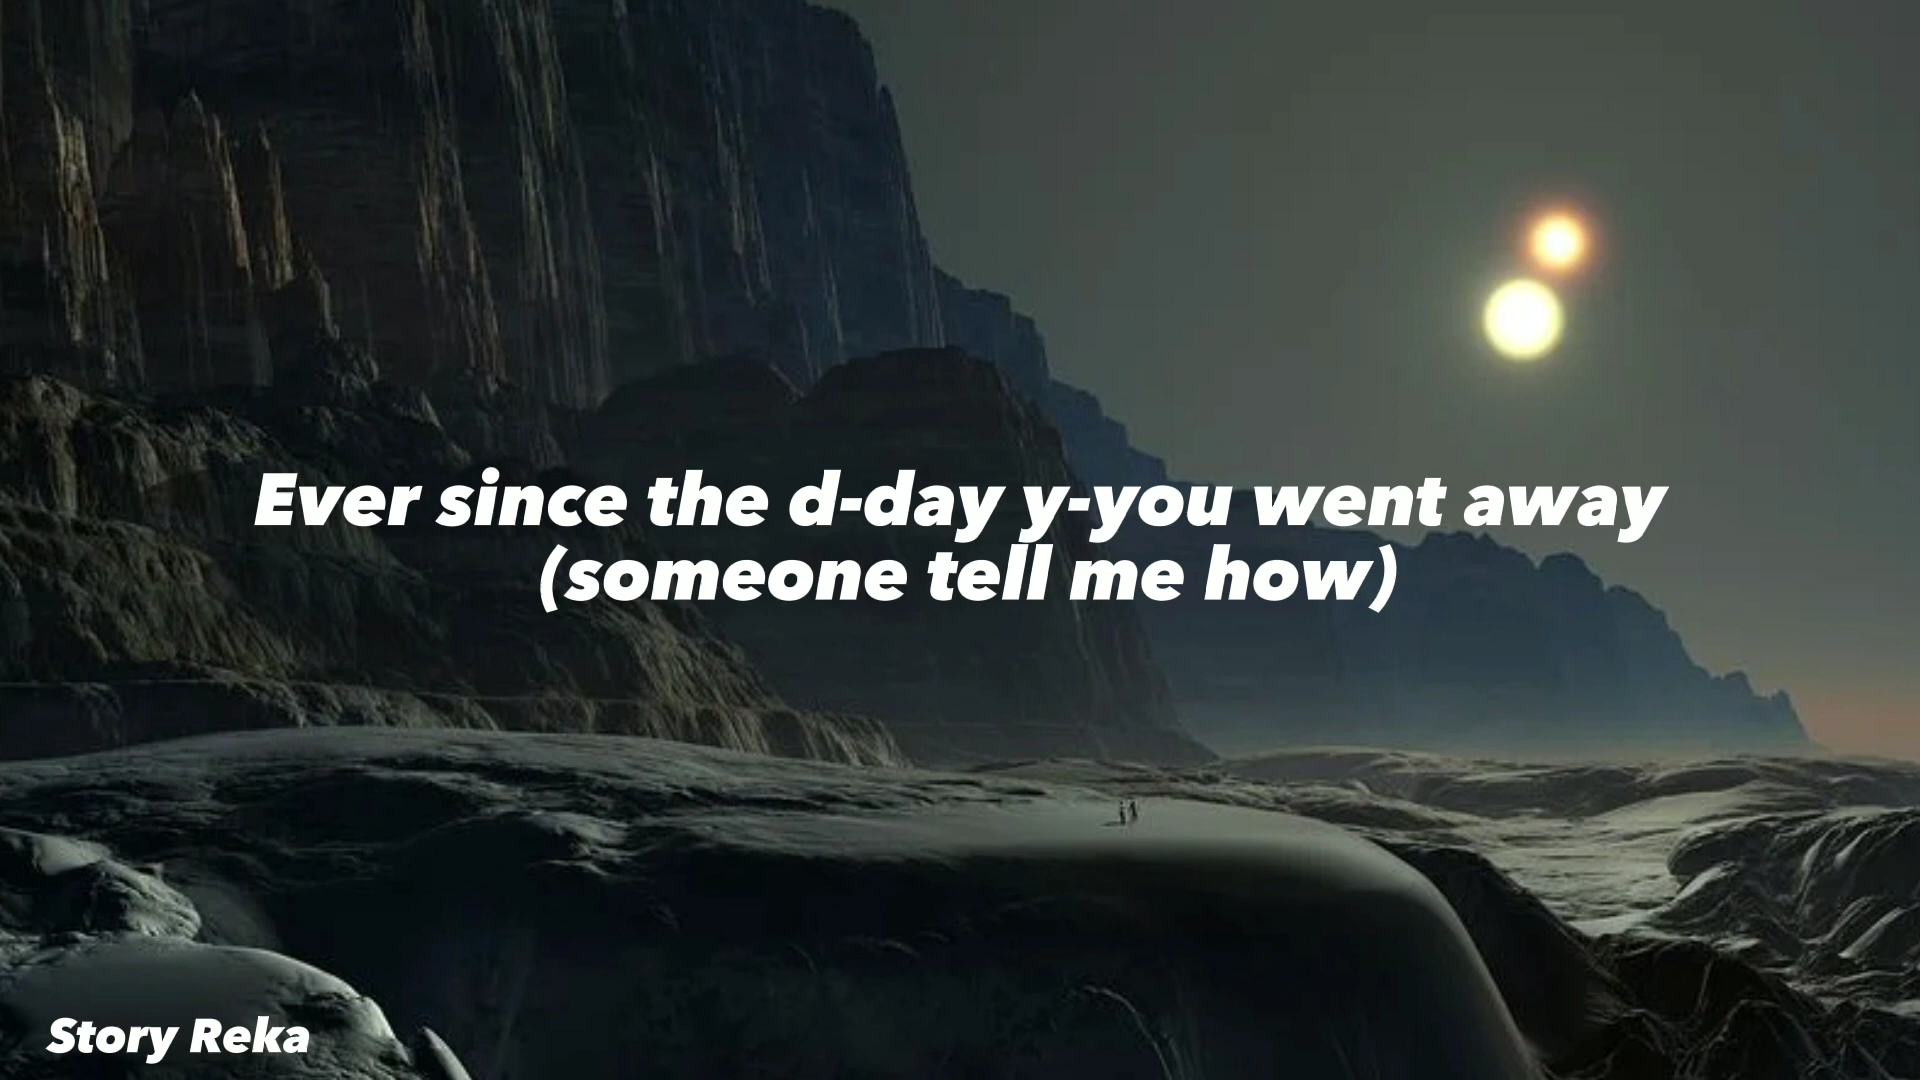 Ever since the d-day y-you went away
(someone tell me how)
Story Reka